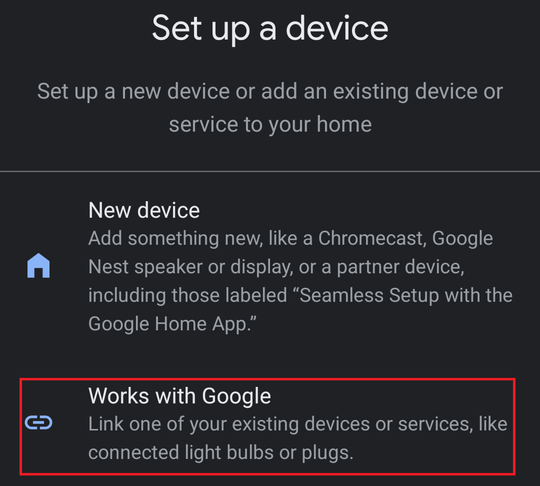 Set up a device
Set up a new device or add an existing device or
service to your home
New device
Add something new, like a Chromecast, Google
Nest speaker or display, or a partner device,
including those labeled “Seamless Setup with the
Google Home App.”
Works with Google
Link one of your existing devices or services, like
connected light bulbs or plugs.